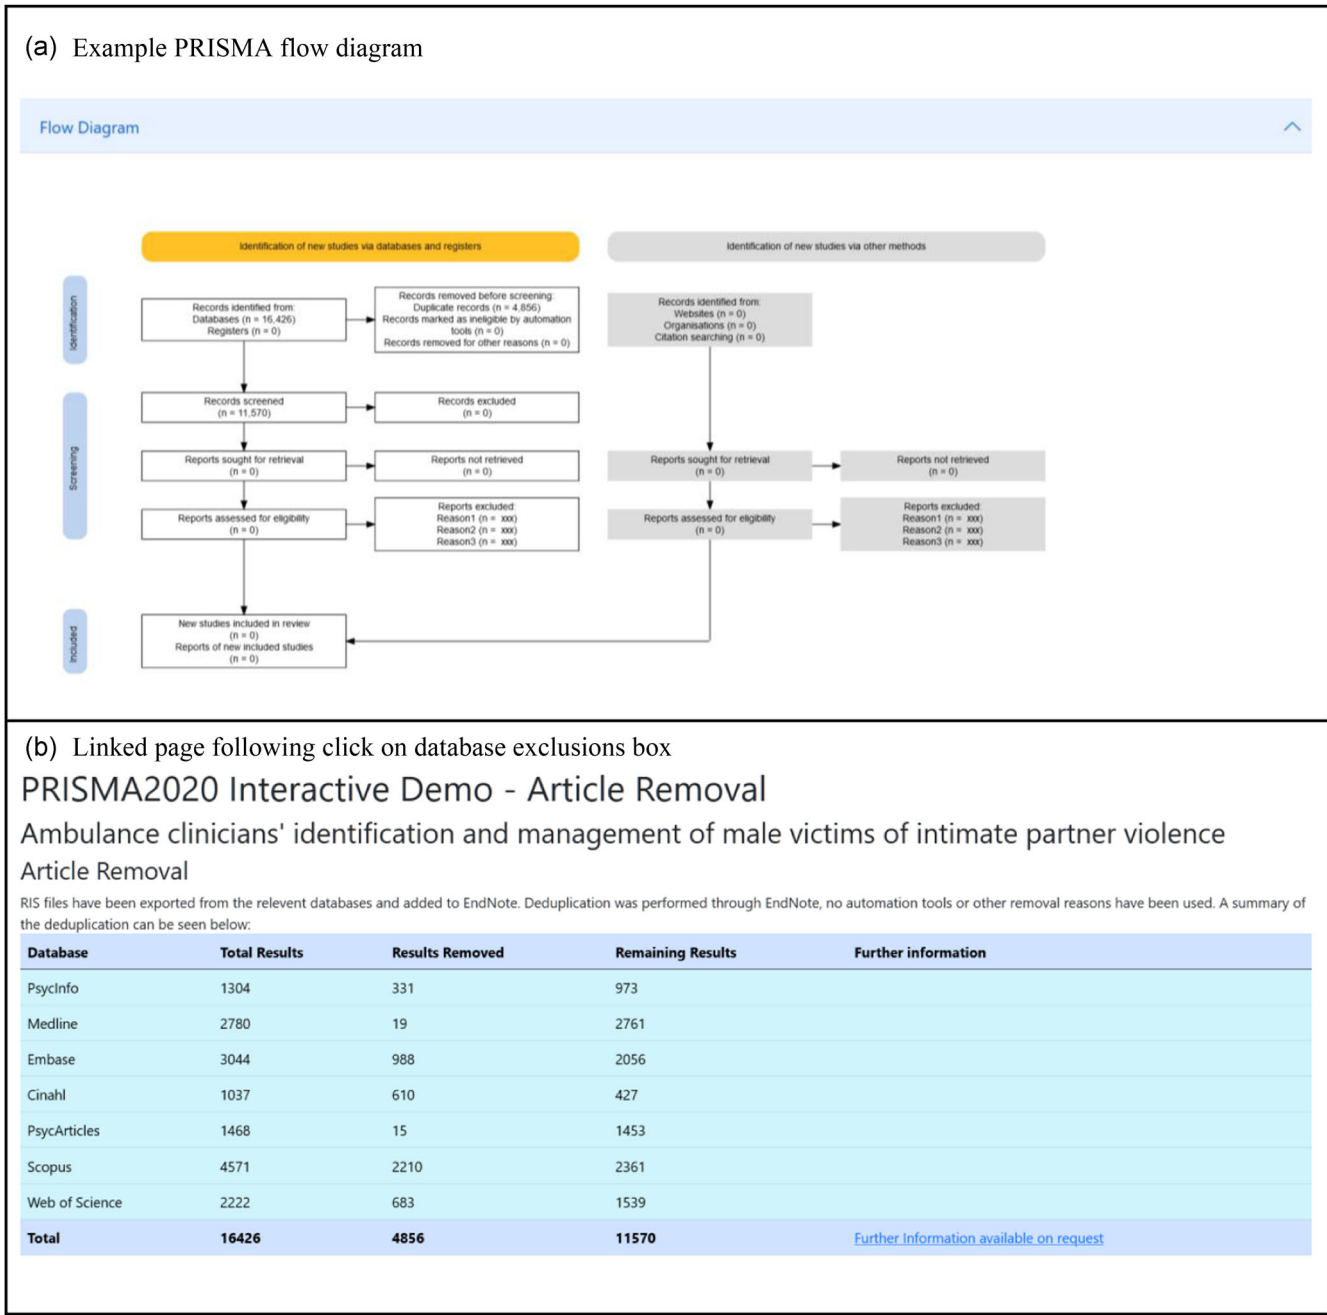 (a) Example PRISMA flow diagram
Flow Diagram
Identification of new studies via databases and registers
Identification of new studies via other methods
Identification
Records identified from:
Databases (n = 16,426)
Registers (n = 0)
Records removed before screening:
Duplicate records (n = 4,856)
Records marked as ineligible by automation
tools (n = 0)
Records removed for other reasons (n = 0)
Records identified from:
Websites (n = 0)
Organisations (n = 0)
Citation searching (n = 0)
Screening
Records screened
(n = 11,570)
Records excluded
(n = 0)
Reports sought for retrieval
(n = 0)
Reports not retrieved
(n = 0)
Reports sought for retrieval
(n = 0)
Reports not retrieved
(n = 0)
Reports assessed for eligibility
(n = 0)
Reports excluded:
Reason1 (n = xxx)
Reason2 (n = xxx)
Reason3 (n = xxx)
Reports assessed for eligibility
(n = 0)
Reports excluded:
Reason1 (n = xxx)
Reason2 (n = xxx)
Reason3 (n = xxx)
Included
New studies included in review
(n = 0)
Reports of new included studies
(n = 0)
(b) Linked page following click on database exclusions box
PRISMA2020 Interactive Demo - Article Removal
Ambulance clinicians' identification and management of male victims of intimate partner violence
Article Removal
RIS files have been exported from the relevent databases and added to EndNote. Deduplication was performed through EndNote, no automation tools or other removal reasons have been used. A summary of
the deduplication can be seen below:
Database Total Results Results Removed Remaining Results Further information
PsycInfo 1304 331 973
Medline 2780 19 2761
Embase 3044 988 2056
Cinahl 1037 610 427
PsycArticles 1468 15 1453
Scopus 4571 2210 2361
Web of Science 2222 683 1539
Total 16426 4856 11570 Further Information available on request